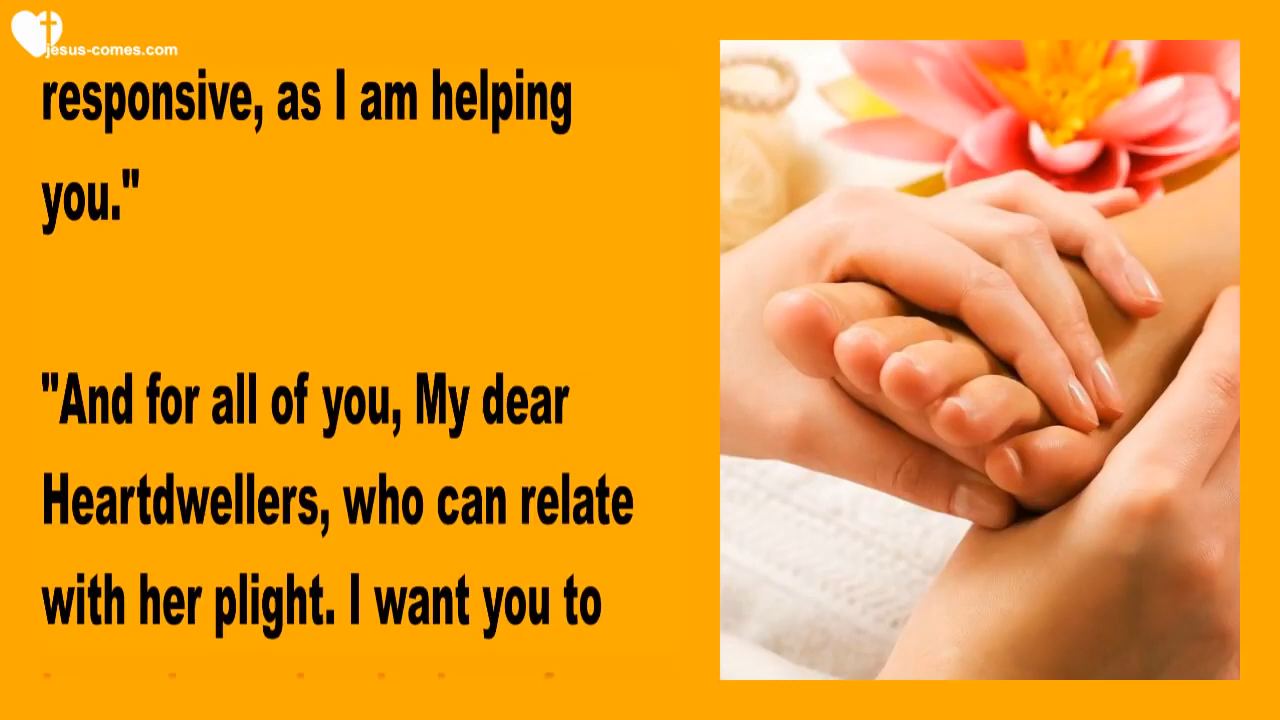 jesus-comes.com
responsive, as I am helping
you."
"And for all of you, My dear
Heartdwellers, who can relate
with her plight. I want you to